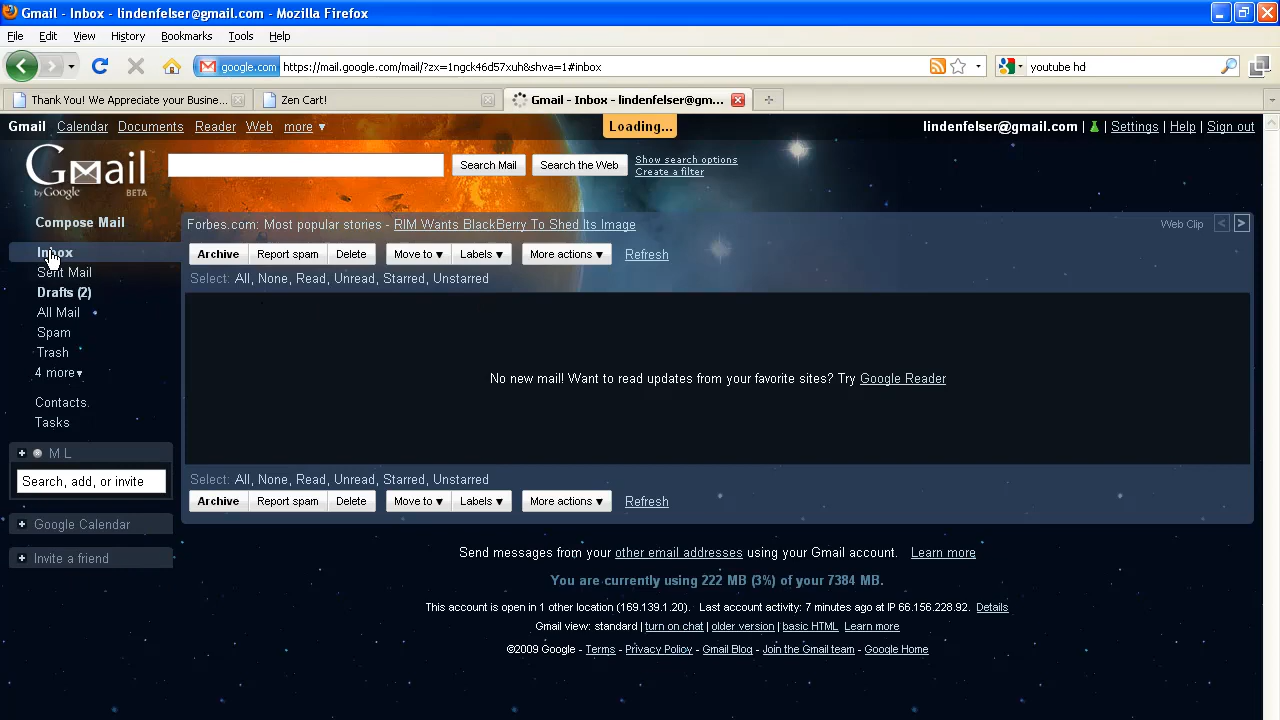 Gmail - Inbox - lindenfelser@gmail.com - Mozilla Firefox
File Edit View History Bookmarks Tools Help
google.com https://mail.google.com/mail/?zx=1ngck46d57xuh&shva=1#inbox youtube hd
Thank You! We Appreciate your Busine... Zen Cart! Gmail - Inbox - lindenfelser@gm...
Gmail Calendar Documents Reader Web more ▼ Loading... lindenfelser@gmail.com | Settings | Help | Sign out
Gmail by Google BETA
Search Mail Search the Web Show search options
Create a filter
Compose Mail
Forbes.com: Most popular stories - RIM Wants BlackBerry To Shed Its Image Web Clip < >
Inbox
Archive Report spam Delete Move to ▼ Labels ▼ More actions ▼ Refresh
Sent Mail
Select: All, None, Read, Unread, Starred, Unstarred
Drafts (2)
All Mail
Spam
Trash
4 more▼
No new mail! Want to read updates from your favorite sites? Try Google Reader
Contacts
Tasks
M L
Search, add, or invite
Select: All, None, Read, Unread, Starred, Unstarred
Archive Report spam Delete Move to ▼ Labels ▼ More actions ▼ Refresh
Google Calendar
Invite a friend
Send messages from your other email addresses using your Gmail account. Learn more
You are currently using 222 MB (3%) of your 7384 MB.
This account is open in 1 other location (169.139.1.20). Last account activity: 7 minutes ago at IP 66.156.228.92. Details
Gmail view: standard | turn on chat | older version | basic HTML Learn more
©2009 Google - Terms - Privacy Policy - Gmail Blog - Join the Gmail team - Google Home